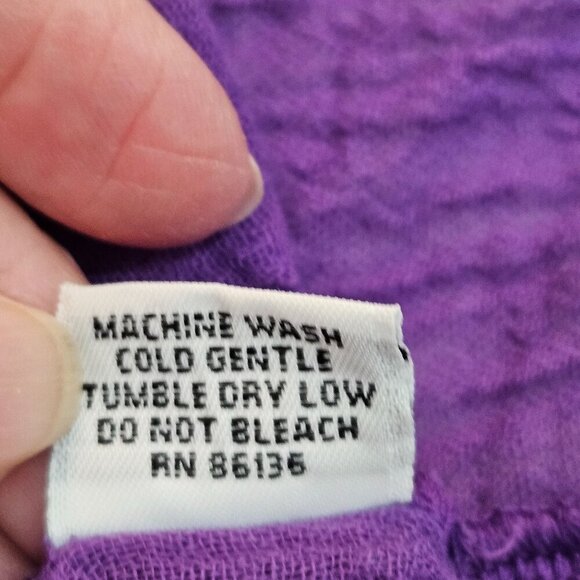 MACHINE WASH
COLD GENTLE
TUMBLE DRY LOW
DO NOT BLEACH
RN 86136